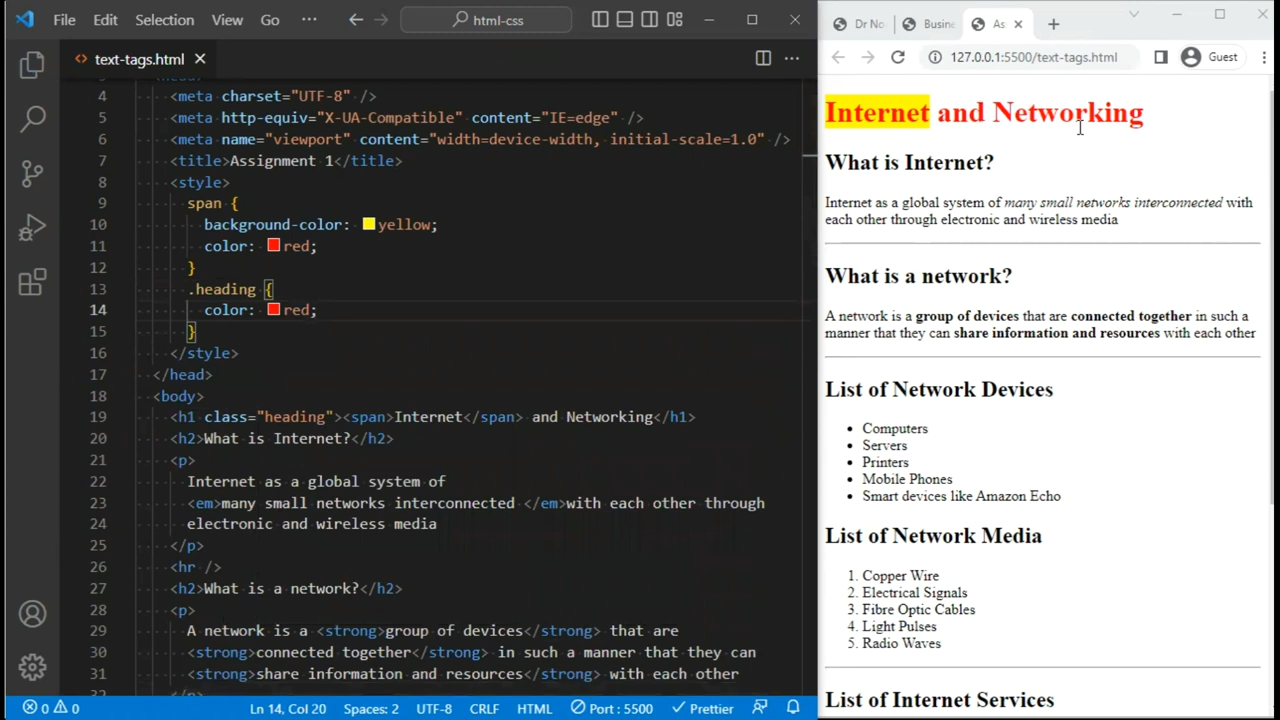 File Edit Selection View Go ··· html-css
text-tags.html
4 <meta charset="UTF-8" />
5 <meta http-equiv="X-UA-Compatible" content="IE=edge" />
6 <meta name="viewport" content="width=device-width, initial-scale=1.0" />
7 <title>Assignment 1</title>
8 <style>
9 span {
10 background-color: yellow;
11 color: red;
12 }
13 .heading {
14 color: red;
15 }
16 </style>
17 </head>
18 <body>
19 <h1 class="heading"><span>Internet</span> and Networking</h1>
20 <h2>What is Internet?</h2>
21 <p>
22 Internet as a global system of
23 <em>many small networks interconnected </em>with each other through
24 electronic and wireless media
25 </p>
26 <hr />
27 <h2>What is a network?</h2>
28 <p>
29 A network is a <strong>group of devices</strong> that are
30 <strong>connected together</strong> in such a manner that they can
31 <strong>share information and resources</strong> with each other
0 0 Ln 14, Col 20 Spaces: 2 UTF-8 CRLF HTML Port : 5500 Prettier
Dr No Busine As
127.0.0.1:5500/text-tags.html Guest
Internet and Networking
What is Internet?
Internet as a global system of many small networks interconnected with
each other through electronic and wireless media
What is a network?
A network is a group of devices that are connected together in such a
manner that they can share information and resources with each other
List of Network Devices
• Computers
• Servers
• Printers
• Mobile Phones
• Smart devices like Amazon Echo
List of Network Media
1. Copper Wire
2. Electrical Signals
3. Fibre Optic Cables
4. Light Pulses
5. Radio Waves
List of Internet Services